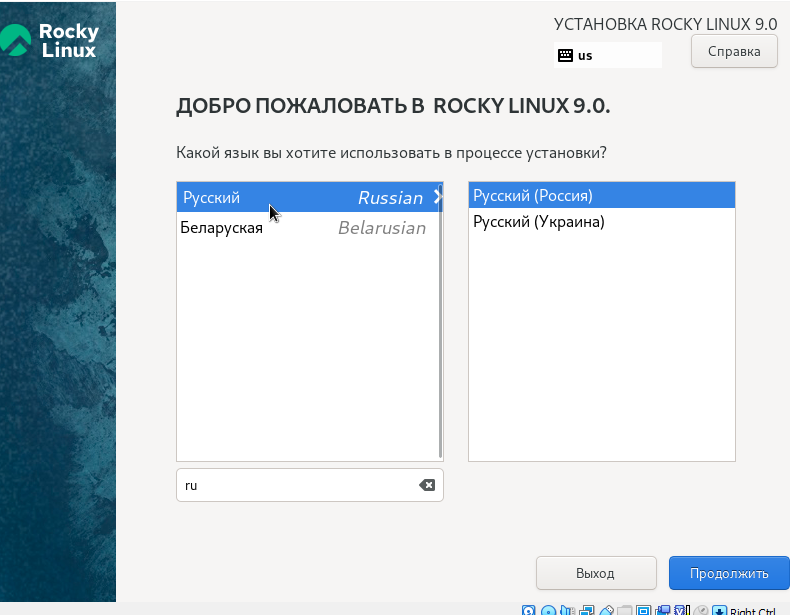 Rocky
Linux
УСТАНОВКА ROCKY LINUX 9.0
us
Справка
ДОБРО ПОЖАЛОВАТЬ В ROCKY LINUX 9.0.
Какой язык вы хотите использовать в процессе установки?
Русский Russian
Беларуская Belarusian
Русский (Россия)
Русский (Украина)
ru
Выход
Продолжить
Right Ctrl